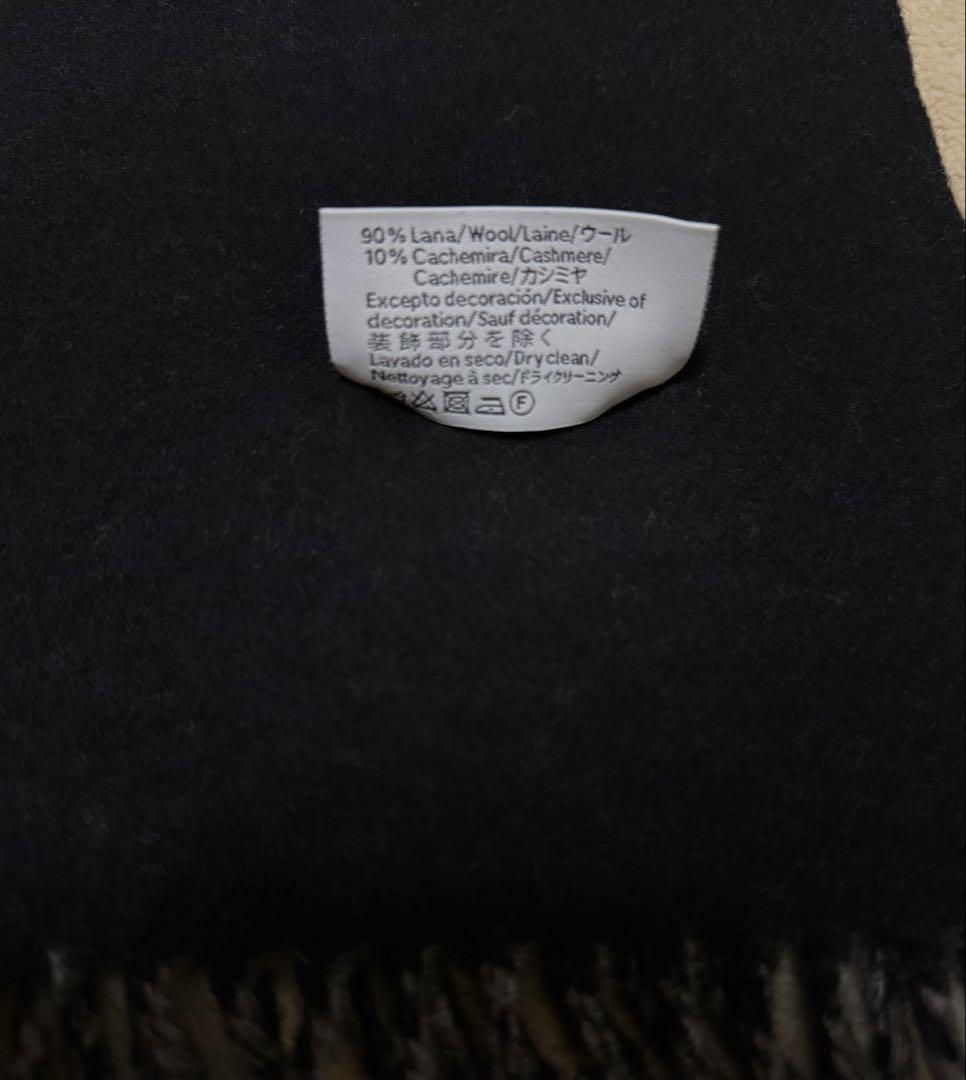 90% Lana/Wool/Laine/ウール
10% Cachemira/Cashmere/
Cachemire/カシミヤ
Excepto decoración/Exclusive of
decoration/Sauf décoration/
装飾部分を除く
Lavado en seco/Dry clean/
Nettoyage à sec/ドライクリーニング
F